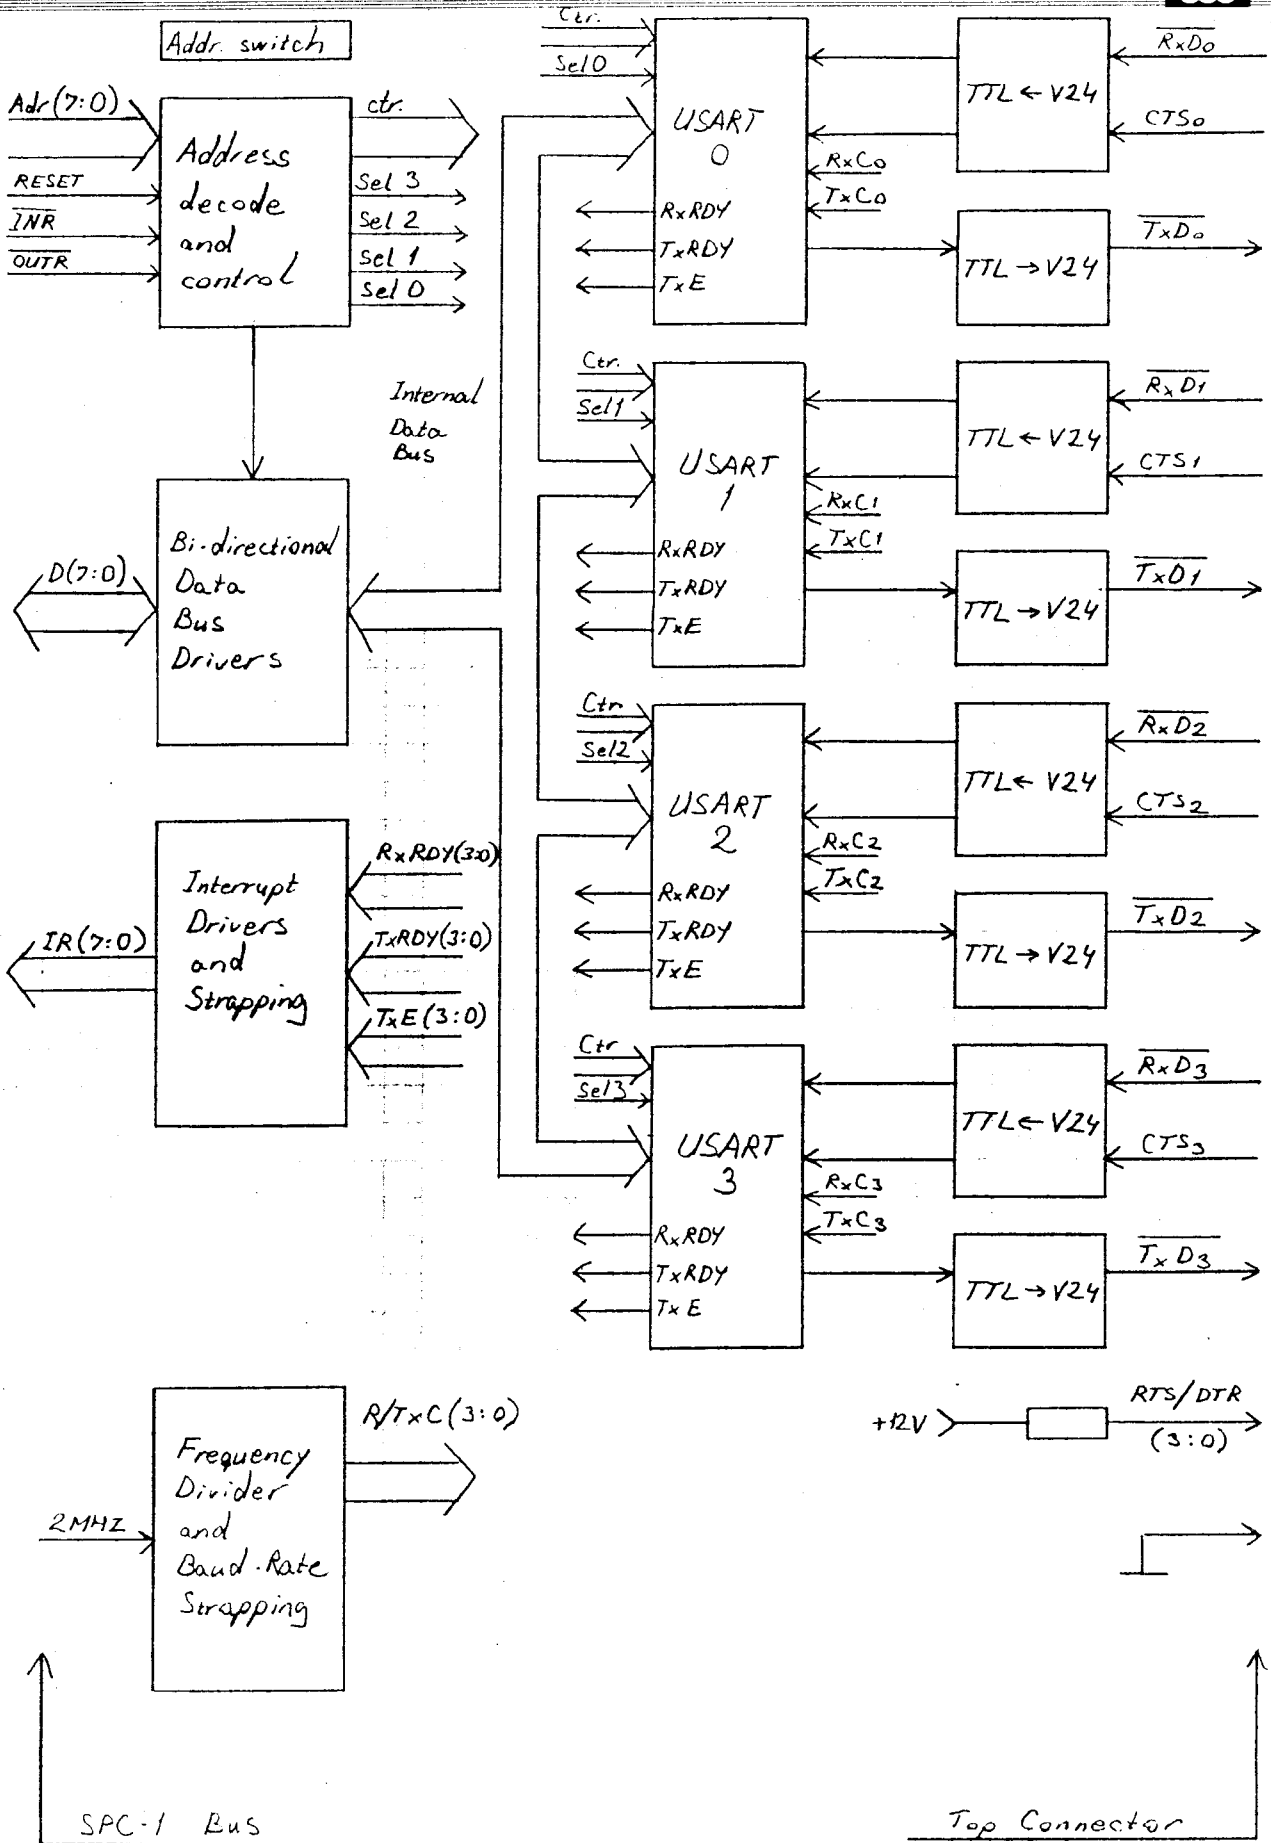 Addr. switch
Adr (7:0)
RESET
INR
OUTR
Address
decode
and
control
ctr.
Sel 3
Sel 2
Sel 1
Sel 0
Internal
Data
Bus
D(7:0)
Bi-directional
Data
Bus
Drivers
IR (7:0)
Interrupt
Drivers
and
Strapping
RxRDY(3:0)
TxRDY(3:0)
TxE (3:0)
2MHZ
Frequency
Divider
and
Baud-Rate
Strapping
R/TxC (3:0)
Ctr.
Sel0
USART
0
RxRDY
TxRDY
TxE
RxC0
TxC0
TTL ← V24
RxD0
CTS0
TTL → V24
TxD0
Ctr.
Sel1
USART
1
RxRDY
TxRDY
TxE
RxC1
TxC1
TTL ← V24
RxD1
CTS1
TTL → V24
TxD1
Ctr
Sel2
USART
2
RxRDY
TxRDY
TxE
RxC2
TxC2
TTL ← V24
RxD2
CTS2
TTL → V24
TxD2
Ctr
Sel3
USART
3
RxRDY
TxRDY
TxE
RxC3
TxC3
TTL ← V24
RxD3
CTS3
TTL → V24
TxD3
+12V
RTS/DTR
(3:0)
SPC-1 Bus
Top Connector